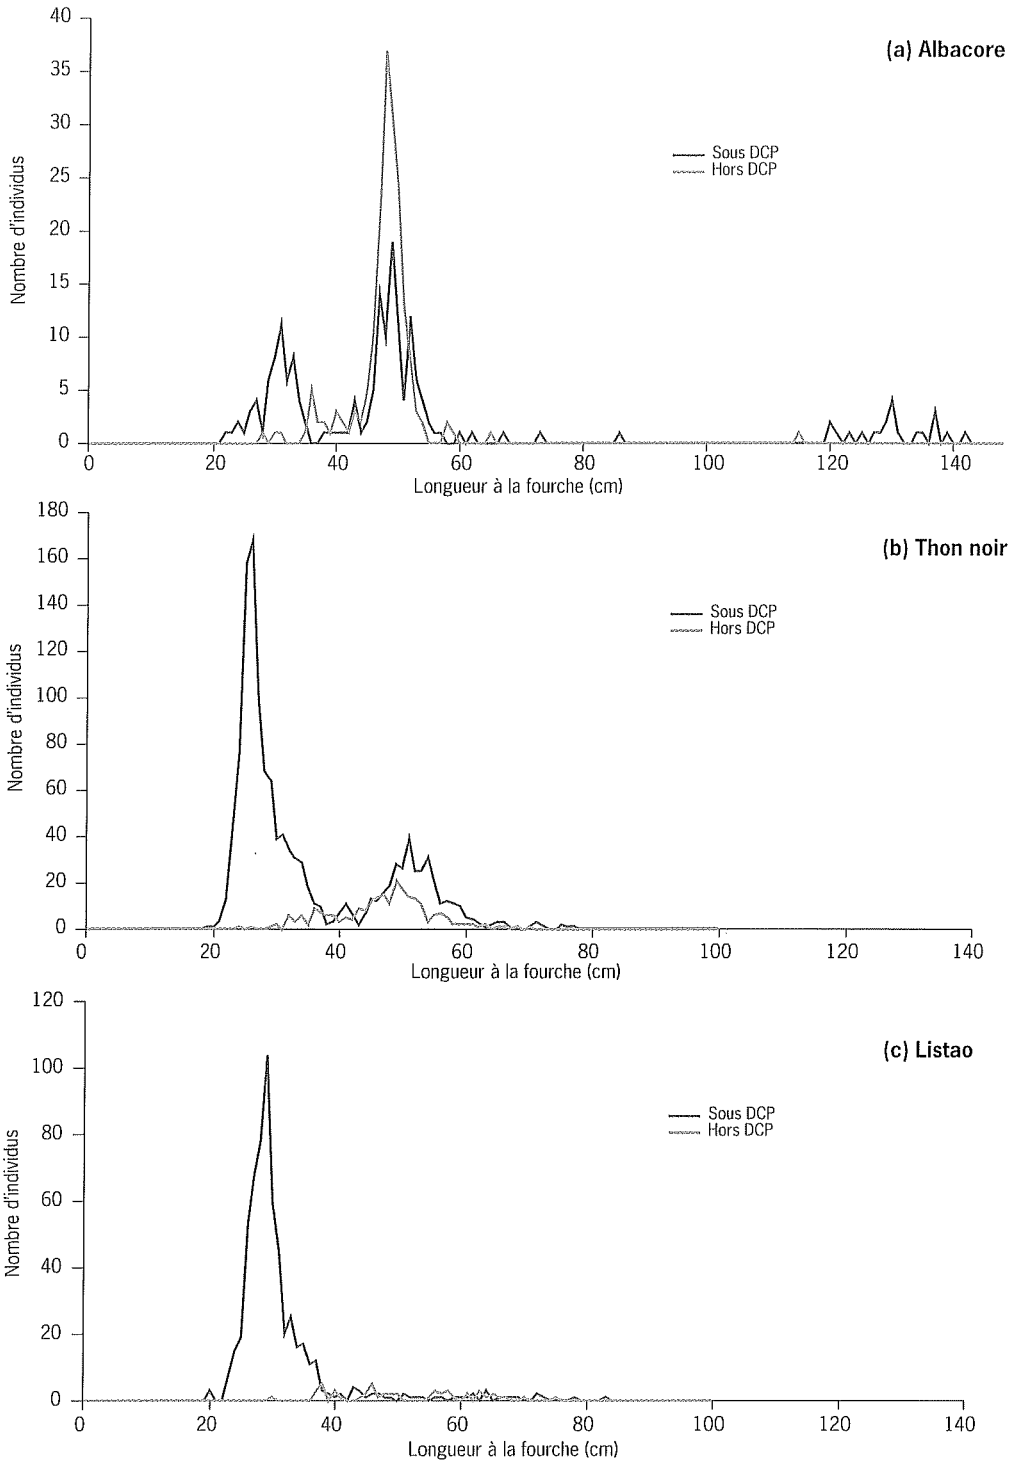 40
(a) Albacore
35
30
Sous DCP
Hors DCP
25
20
15
10
5
0
Nombre d'individus
0 20 40 60 80 100 120 140
Longueur à la fourche (cm)
180
(b) Thon noir
160
140
Sous DCP
Hors DCP
120
100
80
60
40
20
0
Nombre d'individus
0 20 40 60 80 100 120 140
Longueur à la fourche (cm)
120
(c) Listao
100
Sous DCP
Hors DCP
80
60
40
20
0
Nombre d'individus
0 20 40 60 80 100 120 140
Longueur à la fourche (cm)